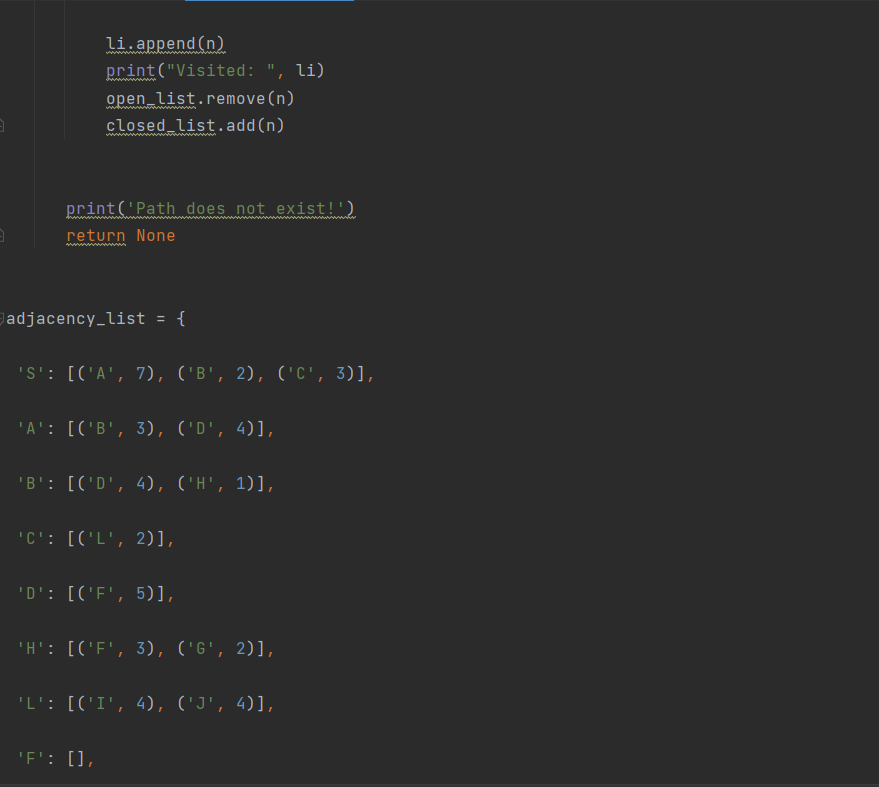 li.append(n)
print("Visited: ", li)
open_list.remove(n)
closed_list.add(n)
print('Path does not exist!')
return None
adjacency_list = {
'S': [('A', 7), ('B', 2), ('C', 3)],
'A': [('B', 3), ('D', 4)],
'B': [('D', 4), ('H', 1)],
'C': [('L', 2)],
'D': [('F', 5)],
'H': [('F', 3), ('G', 2)],
'L': [('I', 4), ('J', 4)],
'F': [],